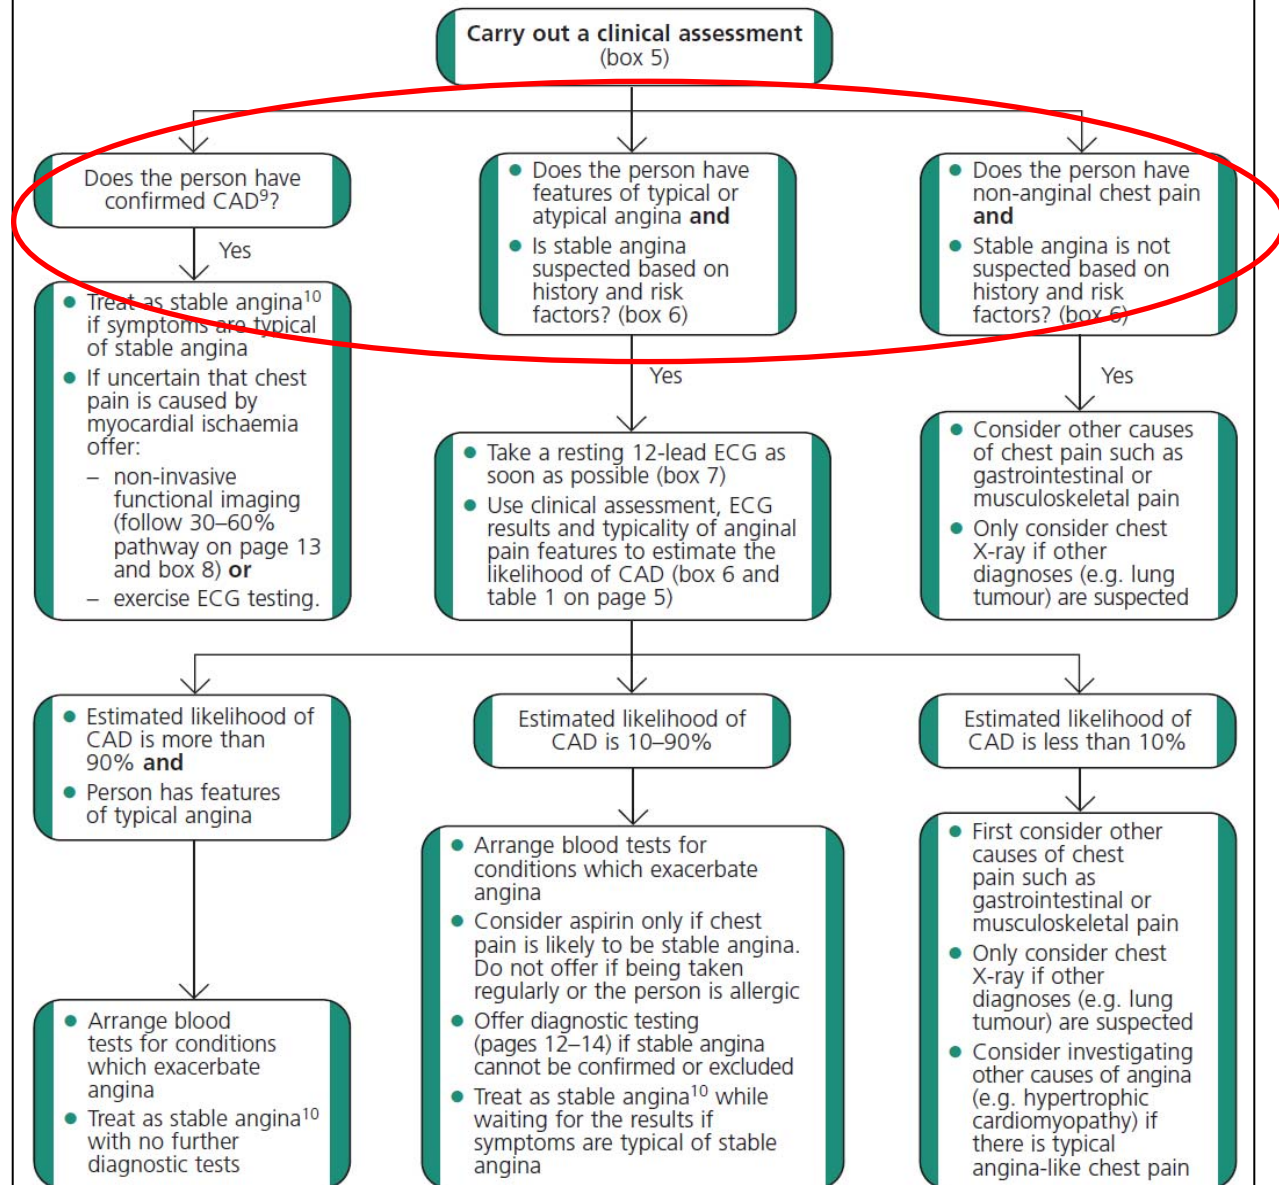 Carry out a clinical assessment
(box 5)
Does the person have
confirmed CAD⁹?
Yes
● Treat as stable angina¹⁰
if symptoms are typical
of stable angina
● If uncertain that chest
pain is caused by
myocardial ischaemia
offer:
– non-invasive
functional imaging
(follow 30–60%
pathway on page 13
and box 8) or
– exercise ECG testing.
● Does the person have
features of typical or
atypical angina and
● Is stable angina
suspected based on
history and risk
factors? (box 6)
Yes
● Take a resting 12-lead ECG as
soon as possible (box 7)
● Use clinical assessment, ECG
results and typicality of anginal
pain features to estimate the
likelihood of CAD (box 6 and
table 1 on page 5)
● Does the person have
non-anginal chest pain
and
● Stable angina is not
suspected based on
history and risk
factors? (box 6)
Yes
● Consider other causes
of chest pain such as
gastrointestinal or
musculoskeletal pain
● Only consider chest
X-ray if other
diagnoses (e.g. lung
tumour) are suspected
● Estimated likelihood of
CAD is more than
90% and
● Person has features
of typical angina
● Arrange blood
tests for conditions
which exacerbate
angina
● Treat as stable angina¹⁰
with no further
diagnostic tests
Estimated likelihood of
CAD is 10–90%
● Arrange blood tests for
conditions which exacerbate
angina
● Consider aspirin only if chest
pain is likely to be stable angina.
Do not offer if being taken
regularly or the person is allergic
● Offer diagnostic testing
(pages 12–14) if stable angina
cannot be confirmed or excluded
● Treat as stable angina¹⁰ while
waiting for the results if
symptoms are typical of stable
angina
Estimated likelihood of
CAD is less than 10%
● First consider other
causes of chest
pain such as
gastrointestinal or
musculoskeletal pain
● Only consider chest
X-ray if other
diagnoses (e.g. lung
tumour) are suspected
● Consider investigating
other causes of angina
(e.g. hypertrophic
cardiomyopathy) if
there is typical
angina-like chest pain